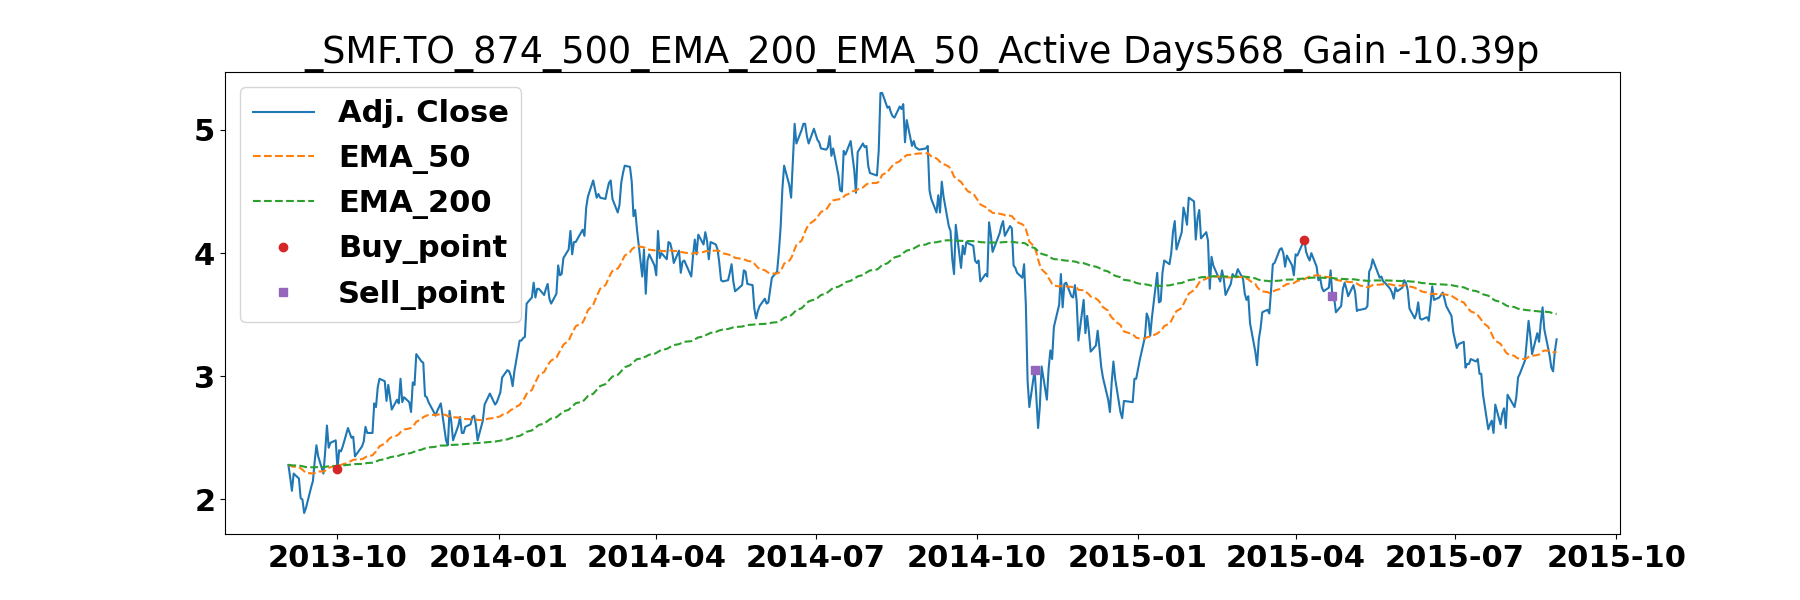 _SMF.TO_874_500_EMA_200_EMA_50_Active Days568_Gain -10.39p
Adj. Close
EMA_50
EMA_200
Buy_point
Sell_point
5
4
3
2
2013-10 2014-01 2014-04 2014-07 2014-10 2015-01 2015-04 2015-07 2015-10